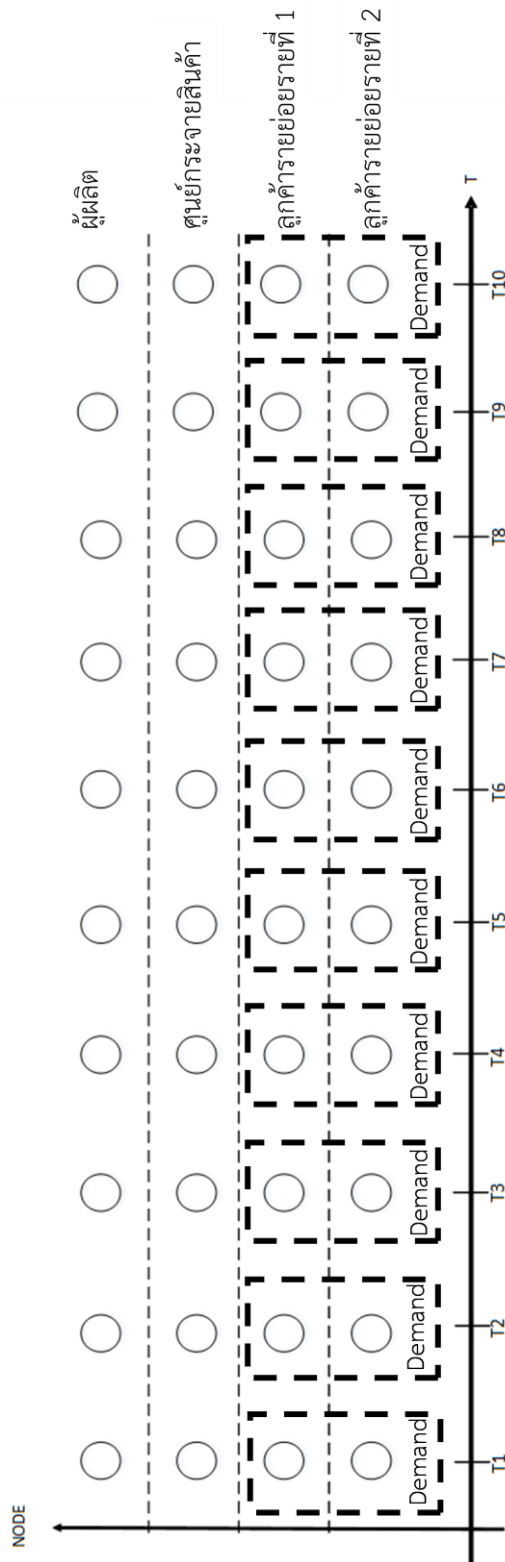 NODE
ผู้ผลิต
ศูนย์กระจายสินค้า
ลูกค้ารายย่อยรายที่ 1
ลูกค้ารายย่อยรายที่ 2
Demand
Demand
Demand
Demand
Demand
Demand
Demand
Demand
Demand
Demand
T
T1
T2
T3
T4
T5
T6
T7
T8
T9
T10